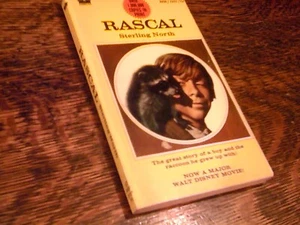 RASCAL
Sterling North
The great story of a boy and the
raccoon he grew up with.
NOW A MAJOR
WALT DISNEY MOVIE!